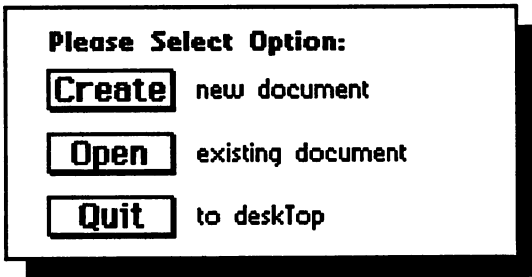 Please Select Option:
Create new document
Open existing document
Quit to deskTop